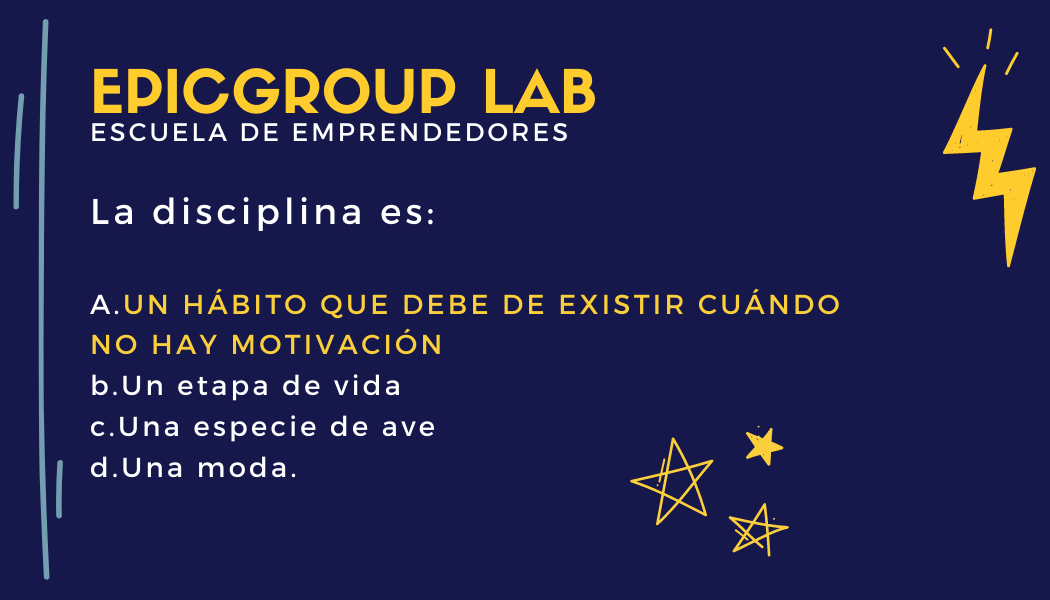 EPICGROUP LAB
ESCUELA DE EMPRENDEDORES
La disciplina es:
A.UN HÁBITO QUE DEBE DE EXISTIR CUÁNDO
NO HAY MOTIVACIÓN
b.Un etapa de vida
c.Una especie de ave
d.Una moda.